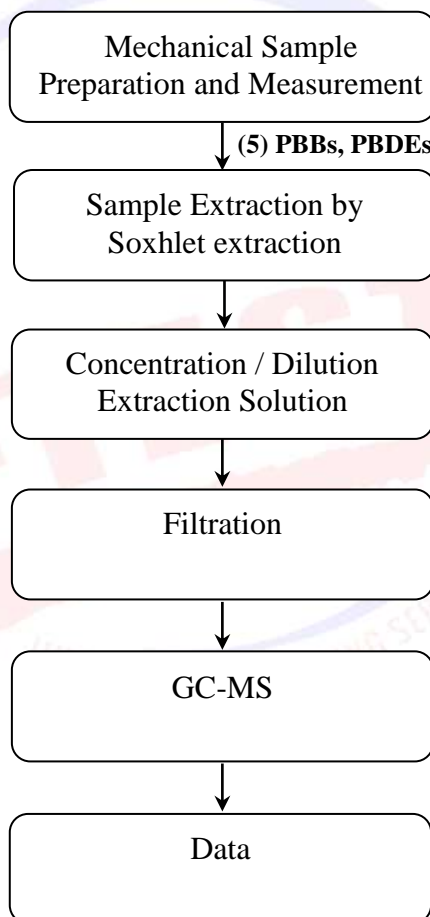 Mechanical Sample
Preparation and Measurement
(5) PBBs, PBDEs
Sample Extraction by
Soxhlet extraction
Concentration / Dilution
Extraction Solution
Filtration
GC-MS
Data